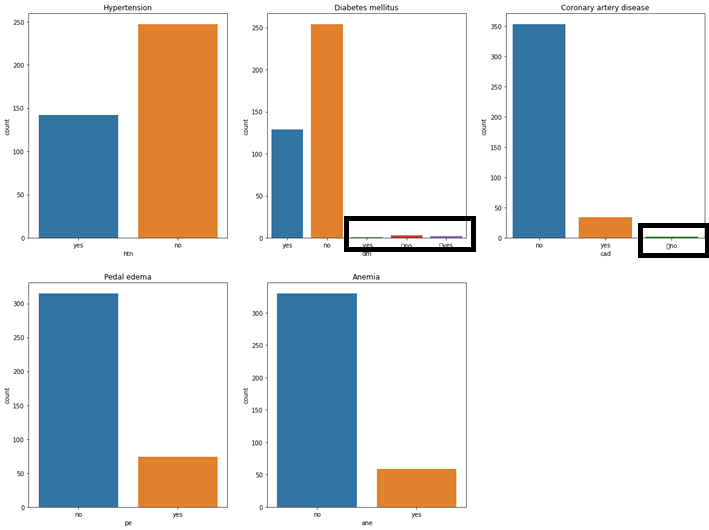 Hypertension
250
200
150
100
50
0
count
yes no
htn
Diabetes mellitus
250
200
150
100
50
0
count
yes no yes ▯no ▯yes
dm
Coronary artery disease
350
300
250
200
150
100
50
0
count
no yes ▯no
cad
Pedal edema
300
250
200
150
100
50
0
count
no yes
pe
Anemia
300
250
200
150
100
50
0
count
no yes
ane